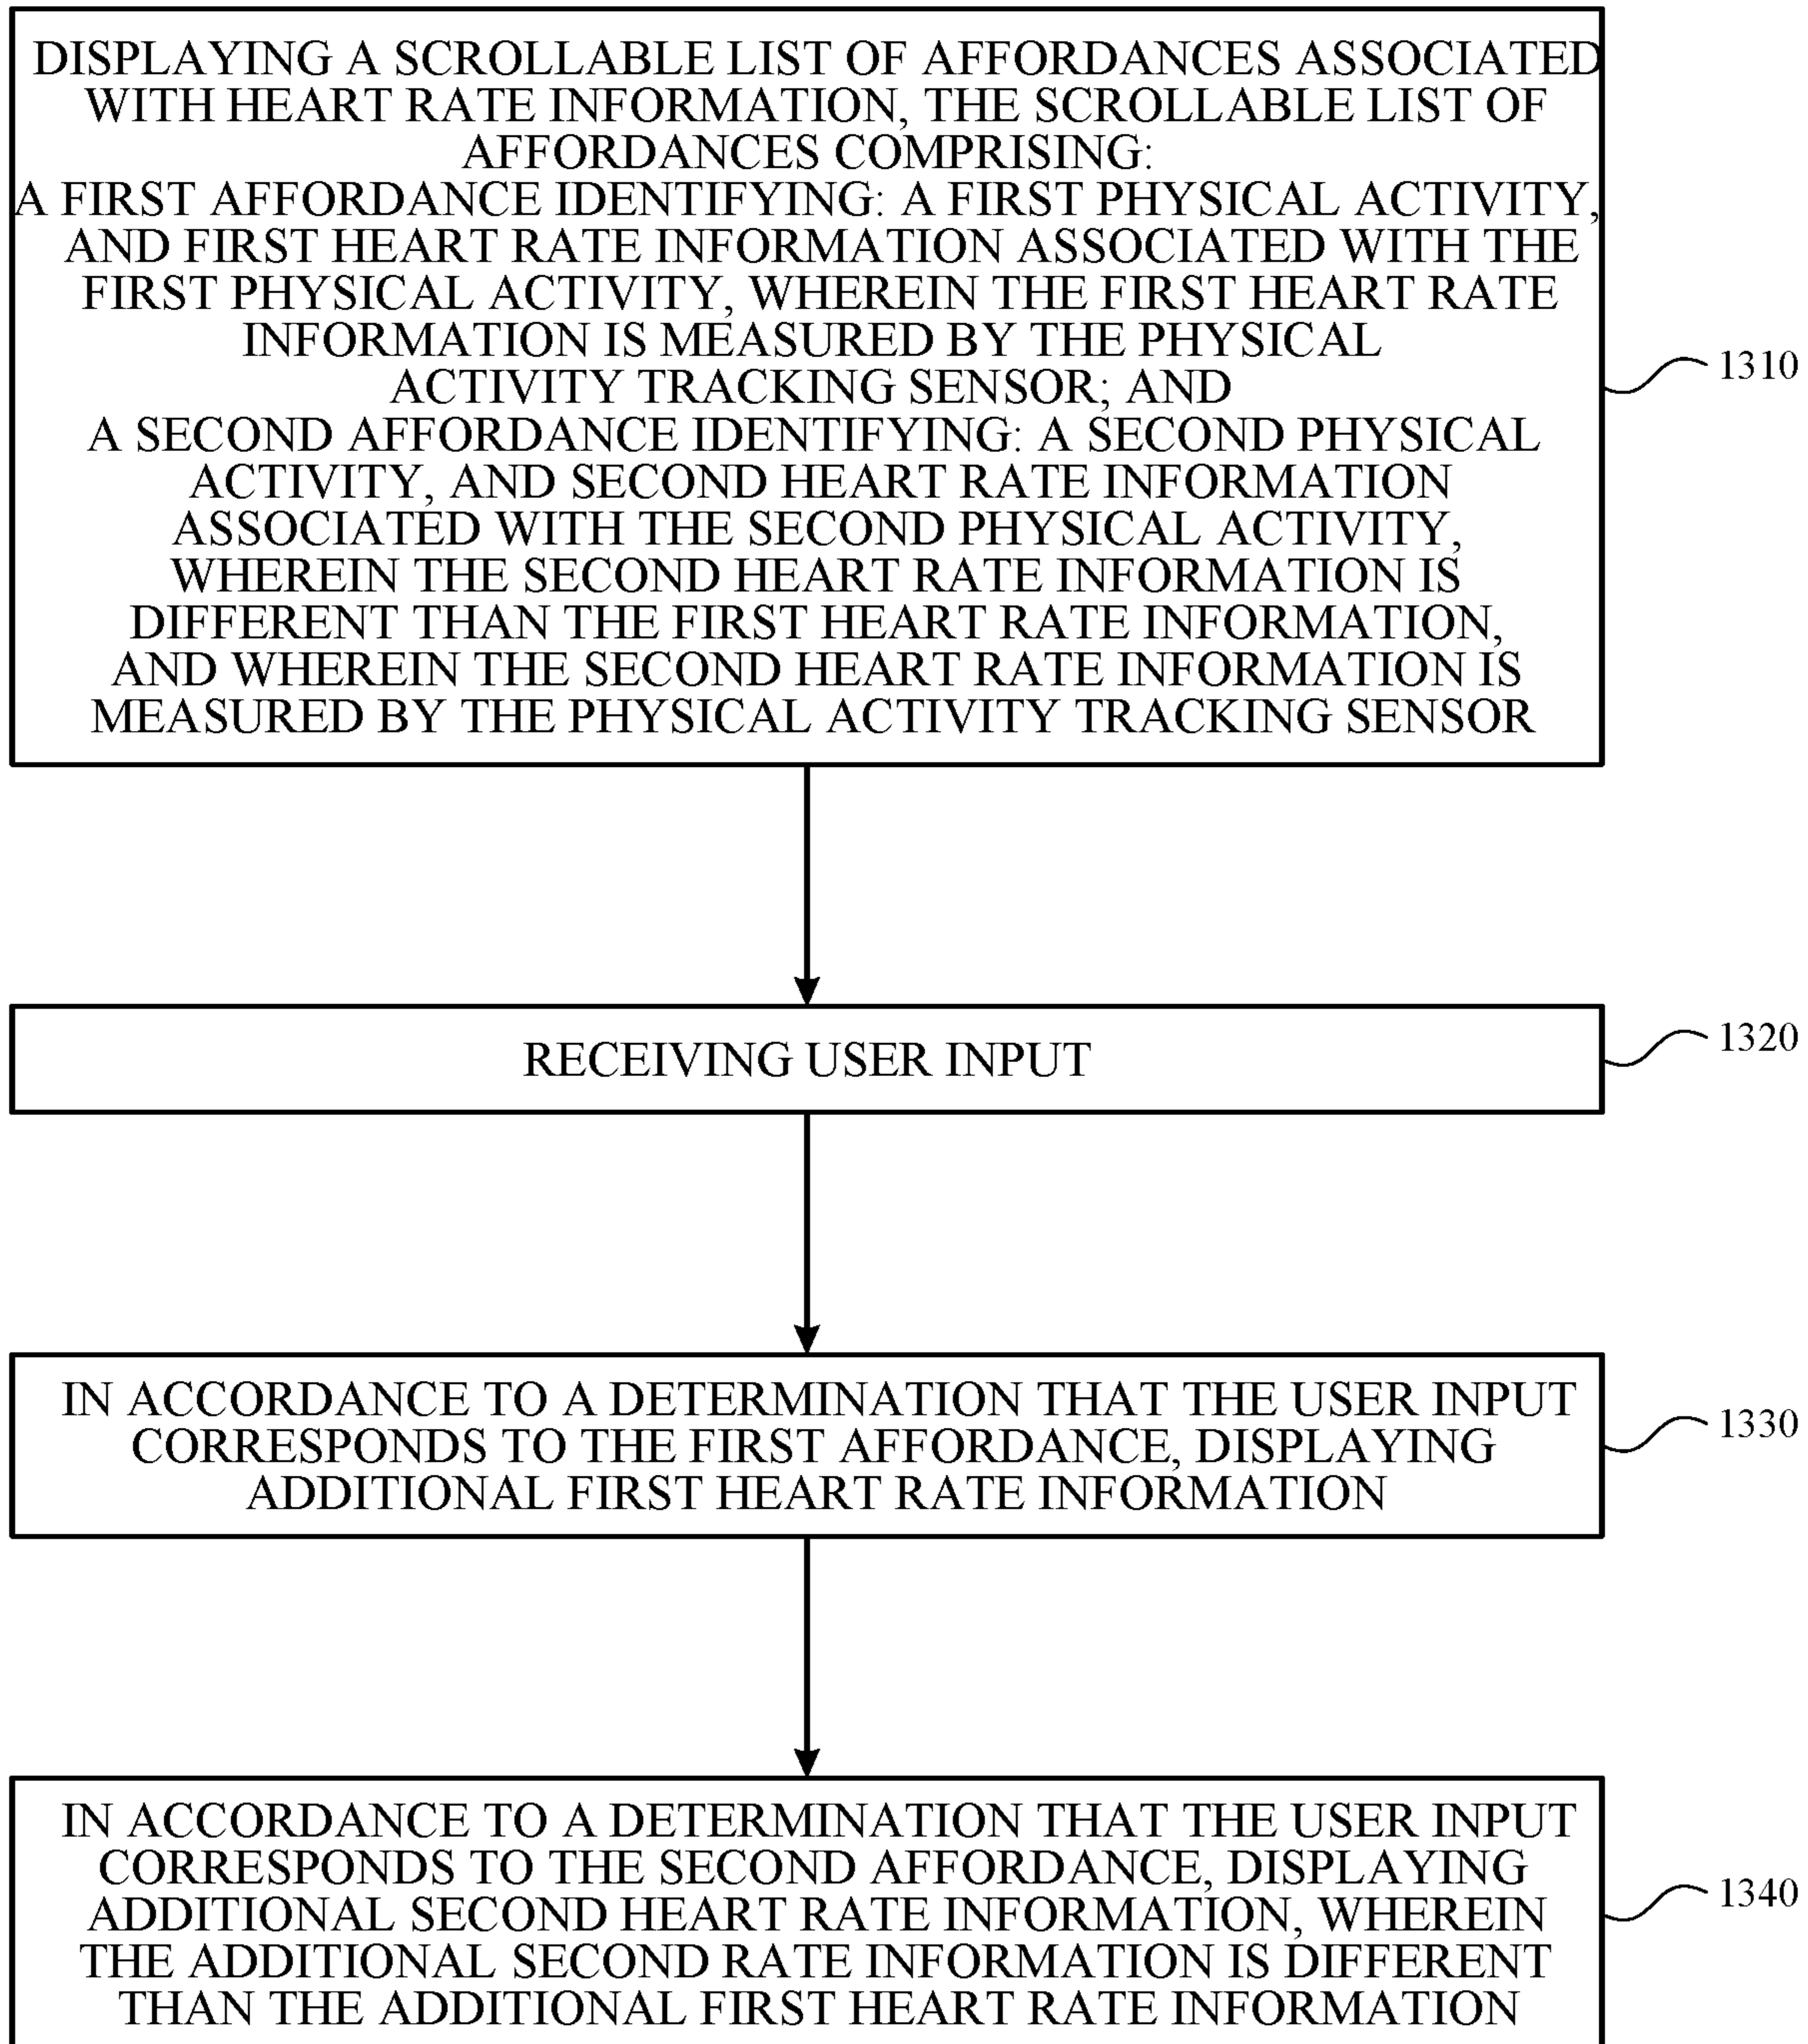 DISPLAYING A SCROLLABLE LIST OF AFFORDANCES ASSOCIATED
WITH HEART RATE INFORMATION, THE SCROLLABLE LIST OF
AFFORDANCES COMPRISING:
A FIRST AFFORDANCE IDENTIFYING: A FIRST PHYSICAL ACTIVITY,
AND FIRST HEART RATE INFORMATION ASSOCIATED WITH THE
FIRST PHYSICAL ACTIVITY, WHEREIN THE FIRST HEART RATE
INFORMATION IS MEASURED BY THE PHYSICAL
ACTIVITY TRACKING SENSOR; AND
A SECOND AFFORDANCE IDENTIFYING: A SECOND PHYSICAL
ACTIVITY, AND SECOND HEART RATE INFORMATION
ASSOCIATED WITH THE SECOND PHYSICAL ACTIVITY,
WHEREIN THE SECOND HEART RATE INFORMATION IS
DIFFERENT THAN THE FIRST HEART RATE INFORMATION,
AND WHEREIN THE SECOND HEART RATE INFORMATION IS
MEASURED BY THE PHYSICAL ACTIVITY TRACKING SENSOR
1310
RECEIVING USER INPUT
1320
IN ACCORDANCE TO A DETERMINATION THAT THE USER INPUT
CORRESPONDS TO THE FIRST AFFORDANCE, DISPLAYING
ADDITIONAL FIRST HEART RATE INFORMATION
1330
IN ACCORDANCE TO A DETERMINATION THAT THE USER INPUT
CORRESPONDS TO THE SECOND AFFORDANCE, DISPLAYING
ADDITIONAL SECOND HEART RATE INFORMATION, WHEREIN
THE ADDITIONAL SECOND RATE INFORMATION IS DIFFERENT
THAN THE ADDITIONAL FIRST HEART RATE INFORMATION
1340